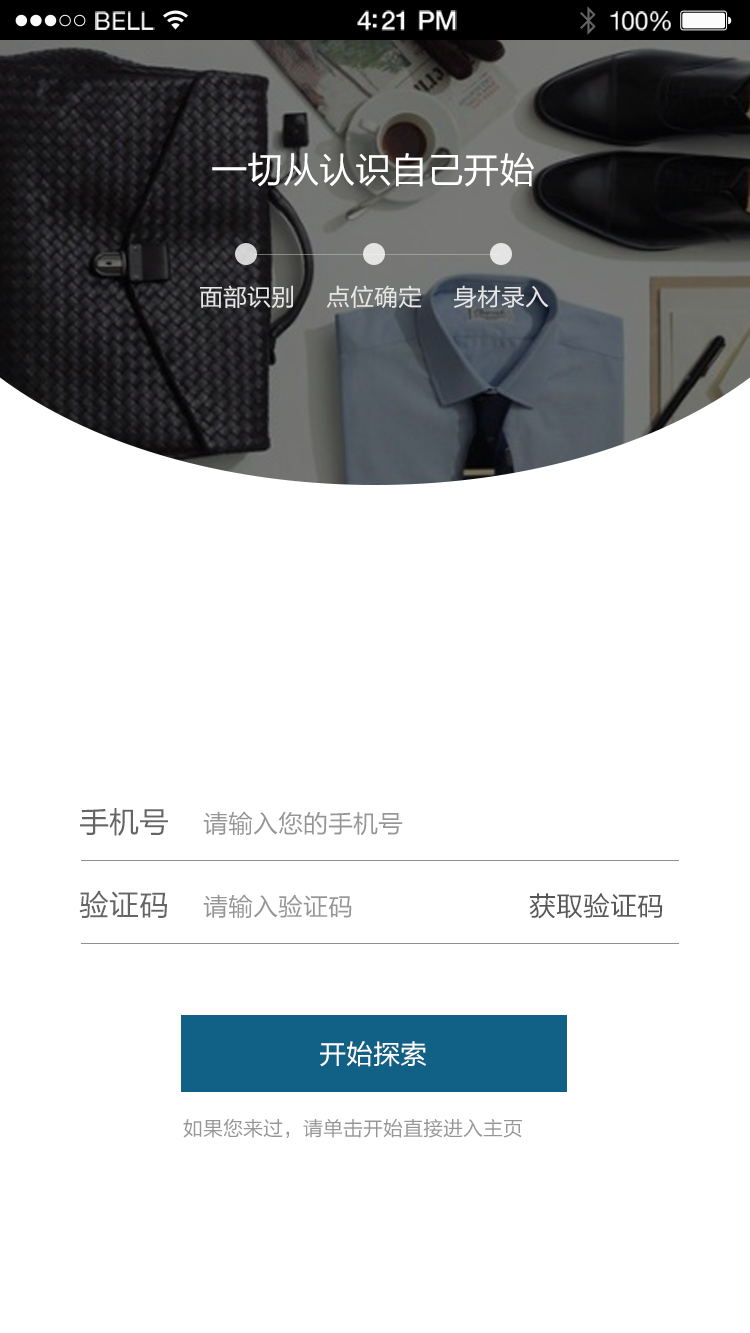 BELL 4:21 PM 100%
一切从认识自己开始
面部识别 点位确定 身材录入
手机号 请输入您的手机号
验证码 请输入验证码 获取验证码
开始探索
如果您来过，请单击开始直接进入主页